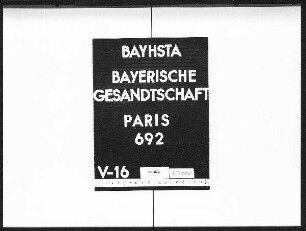 BAYHSTA
BAYERISCHE
GESANDTSCHAFT
PARIS
692
V-16